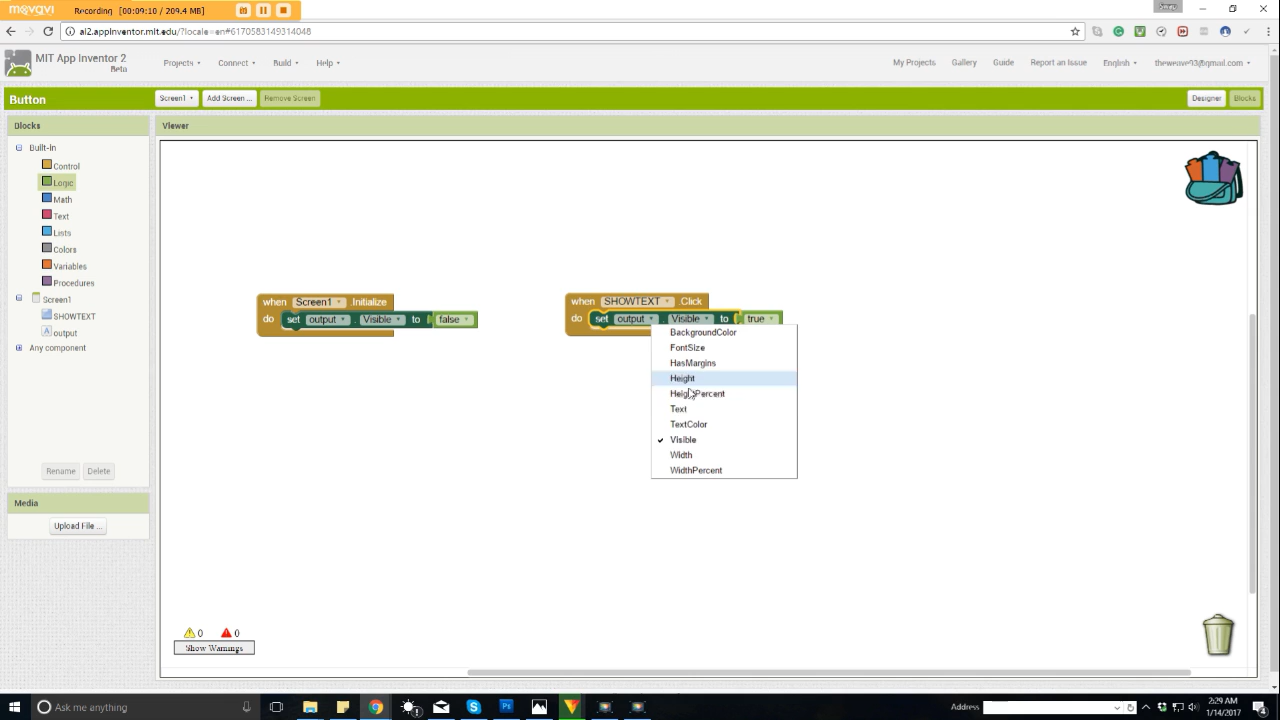 movavi
Recording | 00:09:10 / 209.4 MB
ai2.appinventor.mit.edu/?locale=en#6170583149314048
MIT App Inventor 2
Beta
Projects
Connect
Build
Help
My Projects
Gallery
Guide
Report an Issue
English
Button
Screen1
Add Screen ...
Remove Screen
Designer
Blocks
Blocks
Viewer
Built-In
Control
Logic
Math
Text
Lists
Colors
Variables
Procedures
Screen1
SHOWTEXT
output
Any component
Rename
Delete
Media
Upload File ...
when Screen1 .Initialize
do set output . Visible to false
when SHOWTEXT .Click
do set output . Visible to true
BackgroundColor
FontSize
HasMargins
Height
HeightPercent
Text
TextColor
Visible
Width
WidthPercent
0 0
Show Warnings
Ask me anything
Address
2:29 AM
1/14/2017